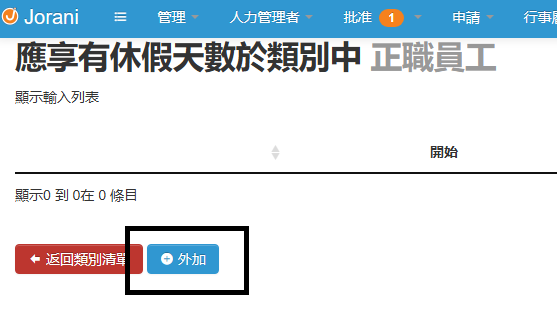 Jorani 管理 人力管理者 批准 1 申請 行事
應享有休假天數於類別中 正職員工
顯示輸入列表
開始
顯示0 到 0在 0 條目
返回類別清單 外加